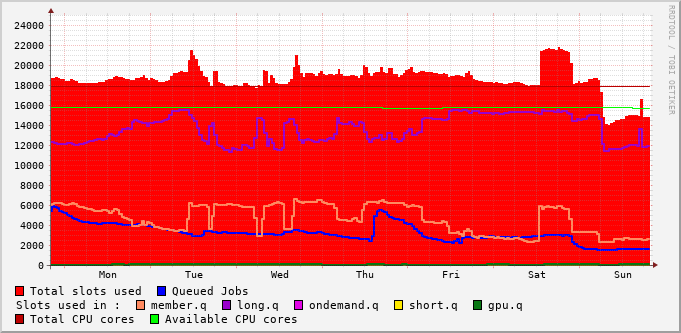 RRDTOOL / TOBI OETIKER
24000
22000
20000
18000
16000
14000
12000
10000
8000
6000
4000
2000
0
Mon Tue Wed Thu Fri Sat Sun
Total slots used Queued Jobs
Slots used in : member.q long.q ondemand.q short.q gpu.q
Total CPU cores Available CPU cores